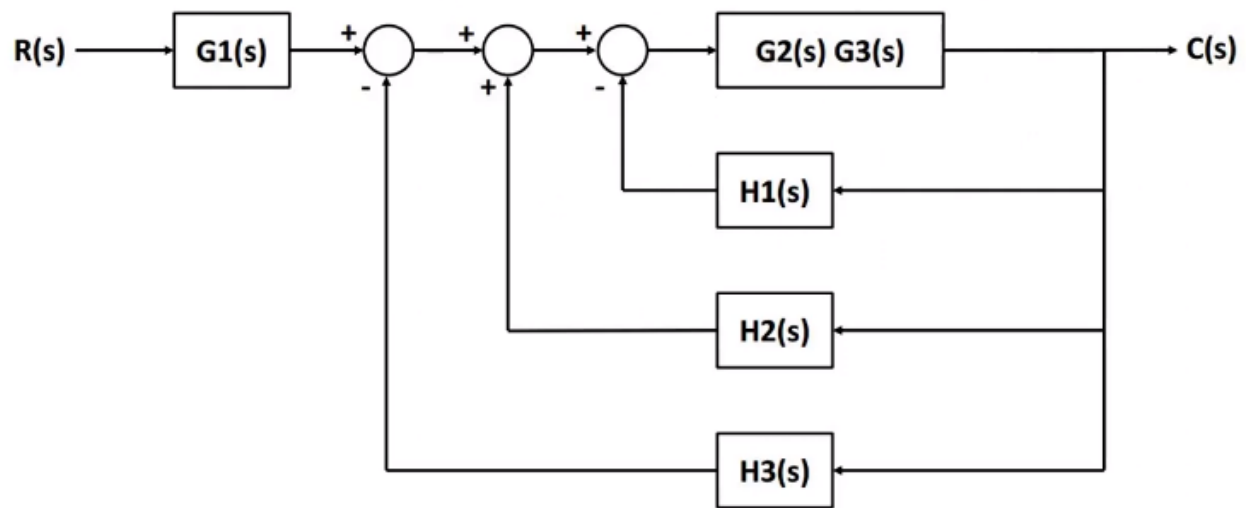 + + +
R(s) G1(s) G2(s) G3(s) C(s)
- + -
H1(s)
H2(s)
H3(s)